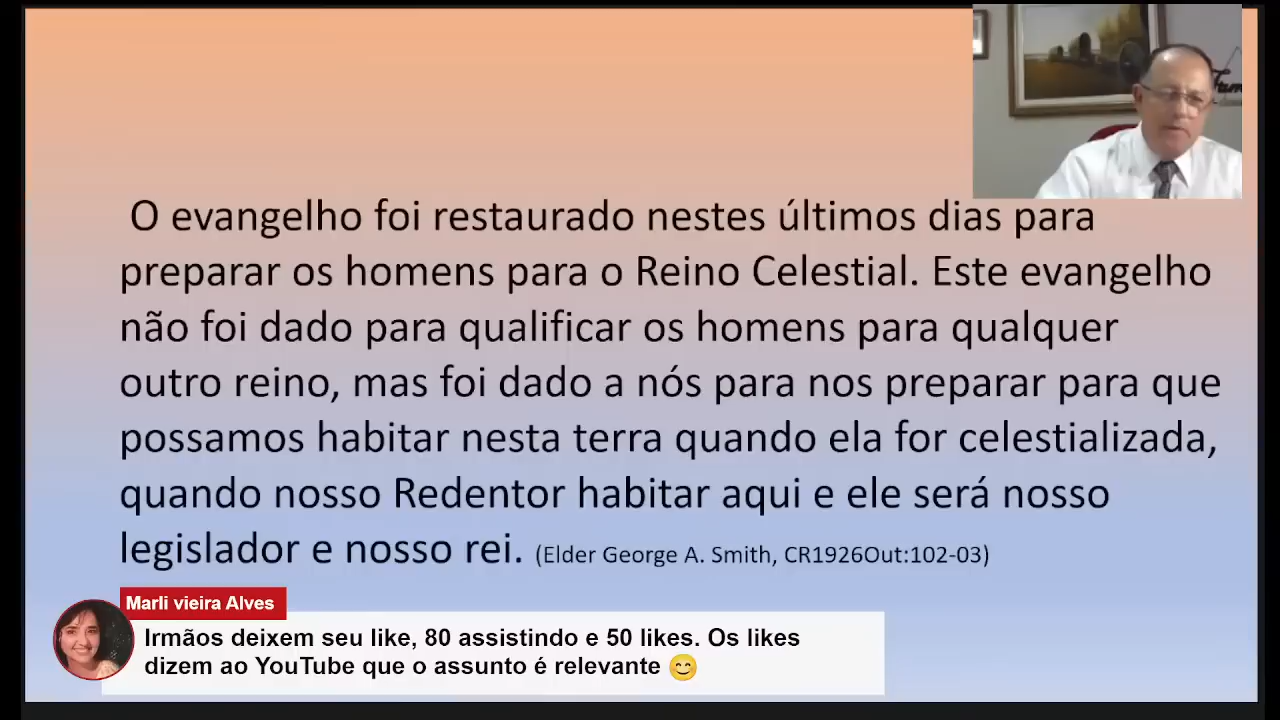 O evangelho foi restaurado nestes últimos dias para
preparar os homens para o Reino Celestial. Este evangelho
não foi dado para qualificar os homens para qualquer
outro reino, mas foi dado a nós para nos preparar para que
possamos habitar nesta terra quando ela for celestializada,
quando nosso Redentor habitar aqui e ele será nosso
legislador e nosso rei. (Elder George A. Smith, CR1926Out:102-03)
Marli vieira Alves
Irmãos deixem seu like, 80 assistindo e 50 likes. Os likes
dizem ao YouTube que o assunto é relevante 😊